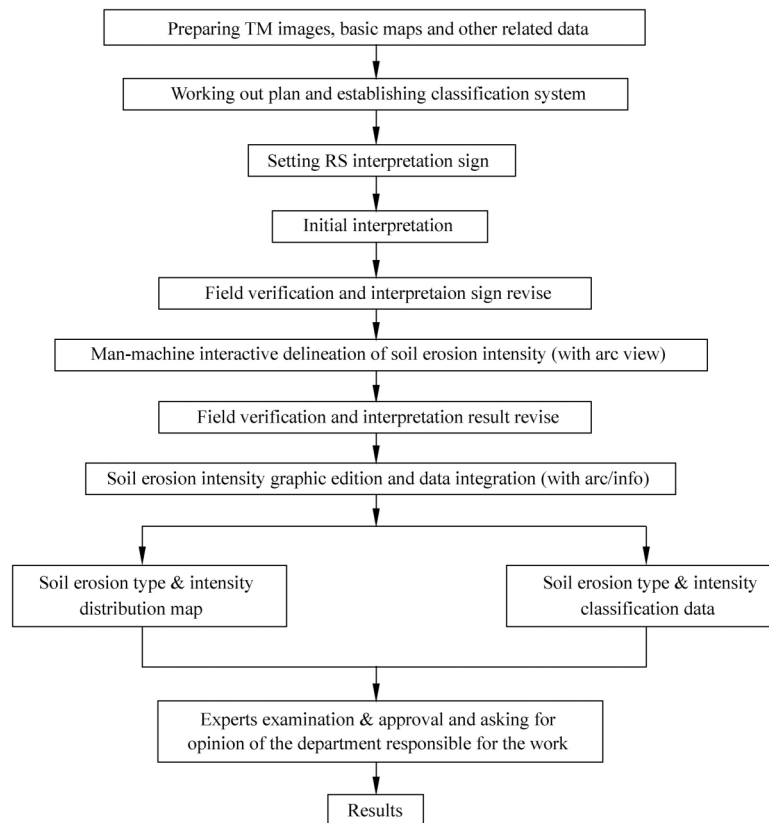 Preparing TM images, basic maps and other related data
Working out plan and establishing classification system
Setting RS interpretation sign
Initial interpretation
Field verification and interpretaion sign revise
Man-machine interactive delineation of soil erosion intensity (with arc view)
Field verification and interpretation result revise
Soil erosion intensity graphic edition and data integration (with arc/info)
Soil erosion type & intensity
distribution map
Soil erosion type & intensity
classification data
Experts examination & approval and asking for
opinion of the department responsible for the work
Results